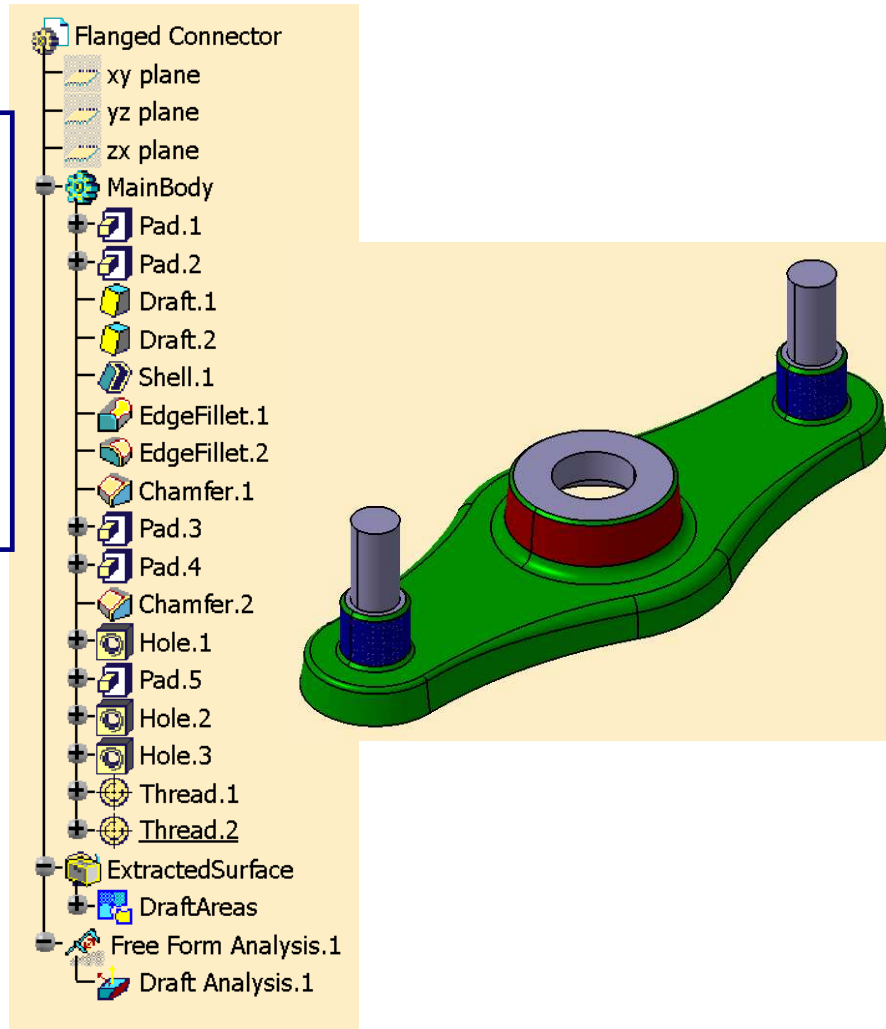 Flanged Connector
xy plane
yz plane
zx plane
MainBody
Pad.1
Pad.2
Draft.1
Draft.2
Shell.1
EdgeFillet.1
EdgeFillet.2
Chamfer.1
Pad.3
Pad.4
Chamfer.2
Hole.1
Pad.5
Hole.2
Hole.3
Thread.1
Thread.2
ExtractedSurface
DraftAreas
Free Form Analysis.1
Draft Analysis.1